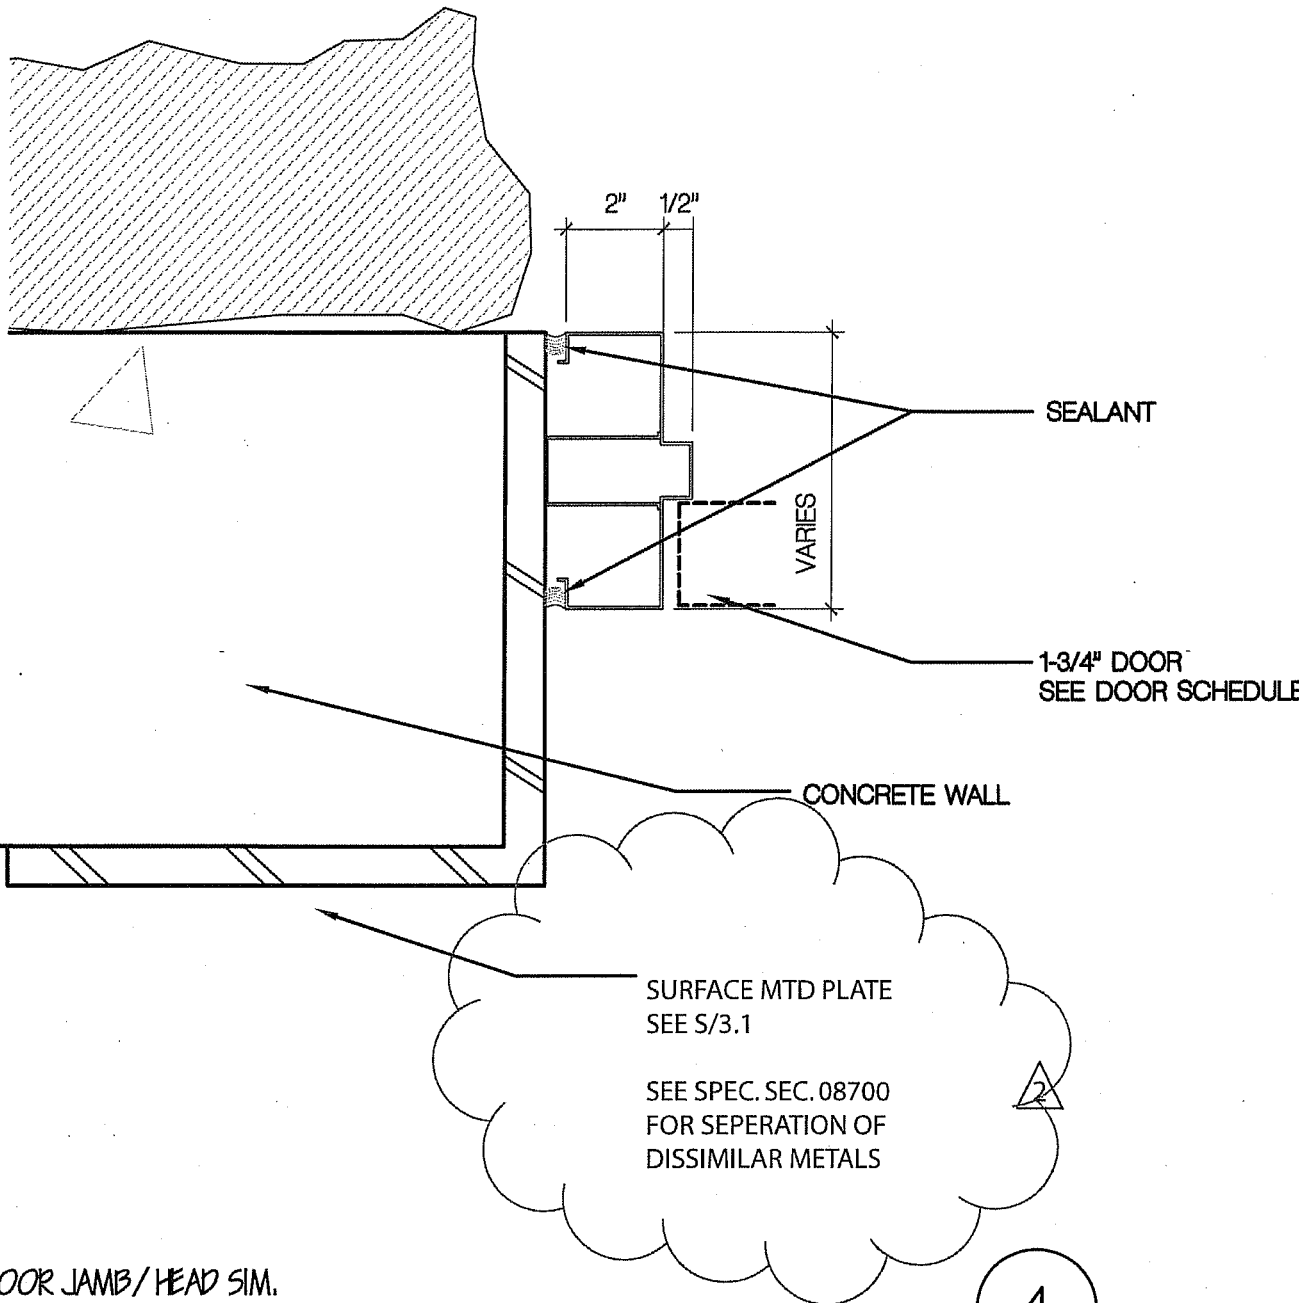 2" 1/2"
SEALANT
VARIES
1-3/4" DOOR
SEE DOOR SCHEDULE
CONCRETE WALL
SURFACE MTD PLATE
SEE S/3.1
SEE SPEC. SEC. 08700
FOR SEPERATION OF
DISSIMILAR METALS
2
OOR JAMB/HEAD SIM.
4